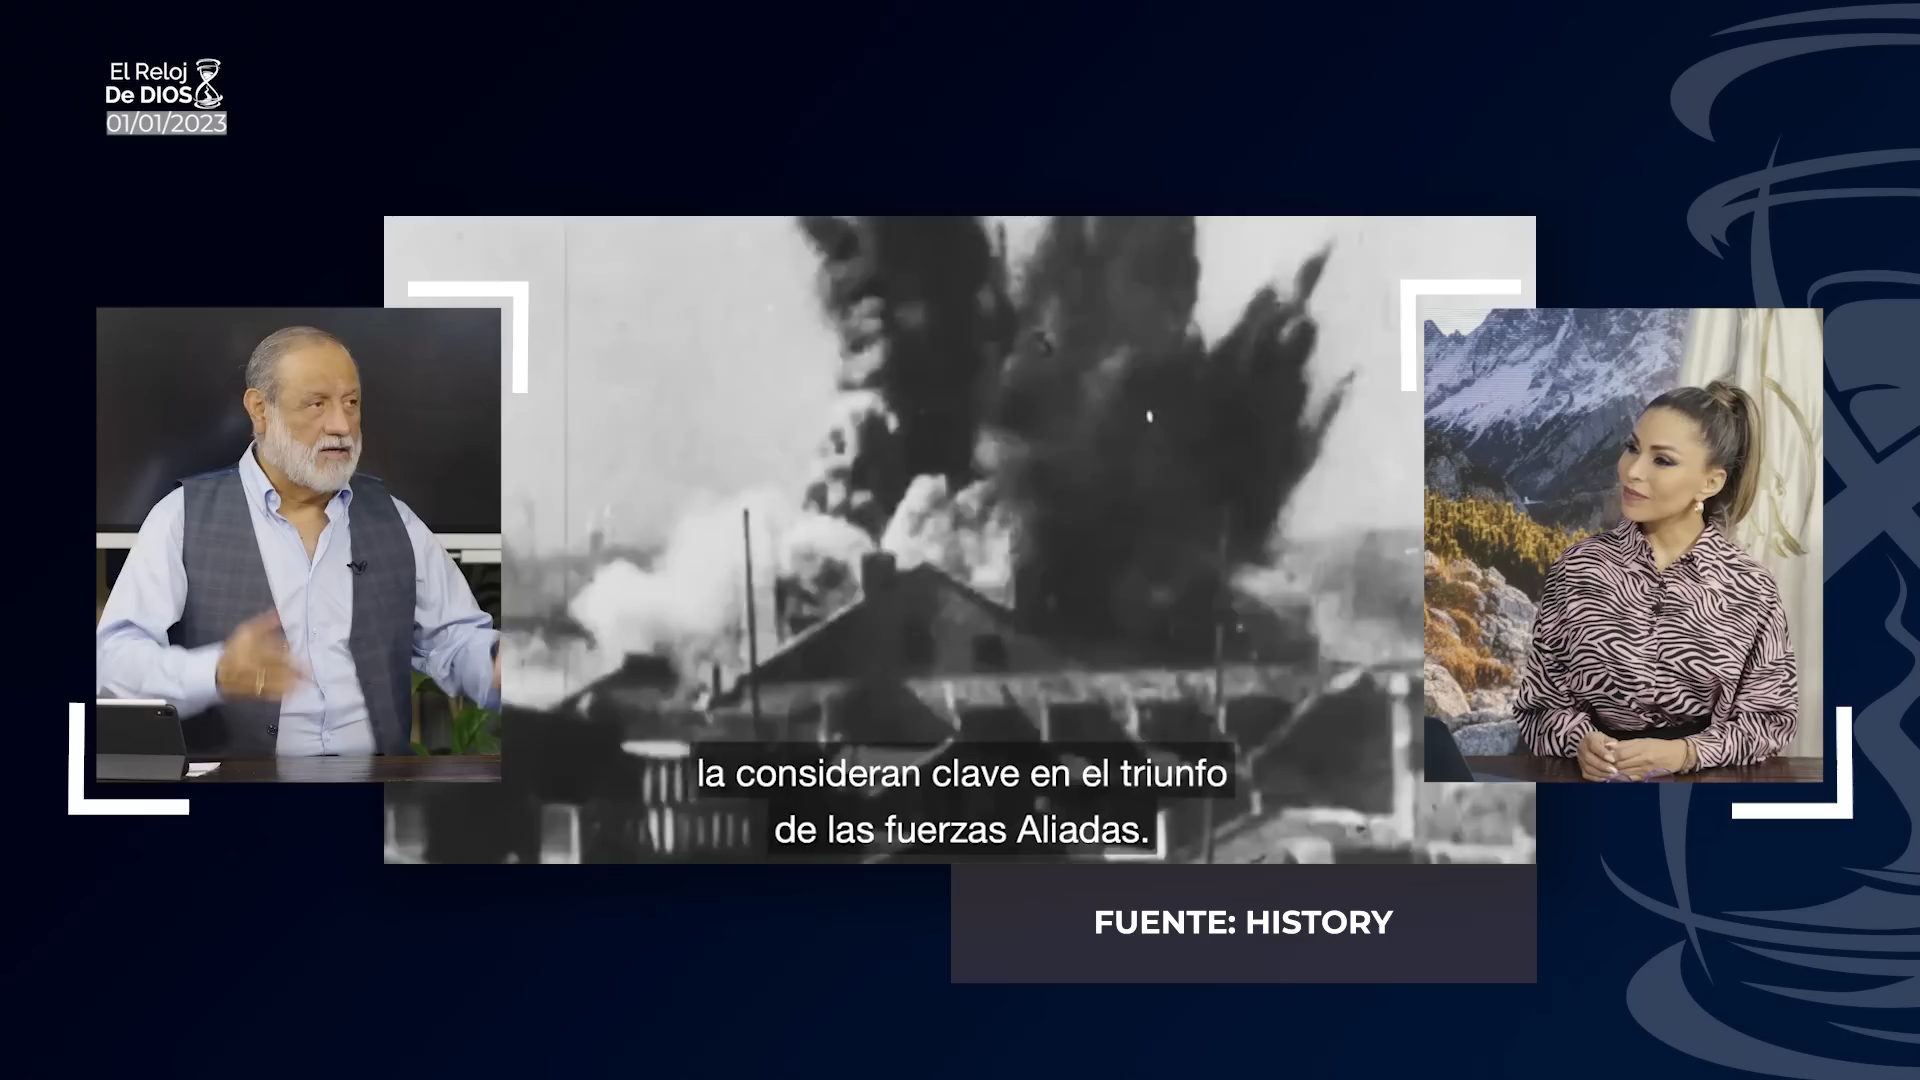 El Reloj
De DIOS
01/01/2023
la consideran clave en el triunfo
de las fuerzas Aliadas.
FUENTE: HISTORY